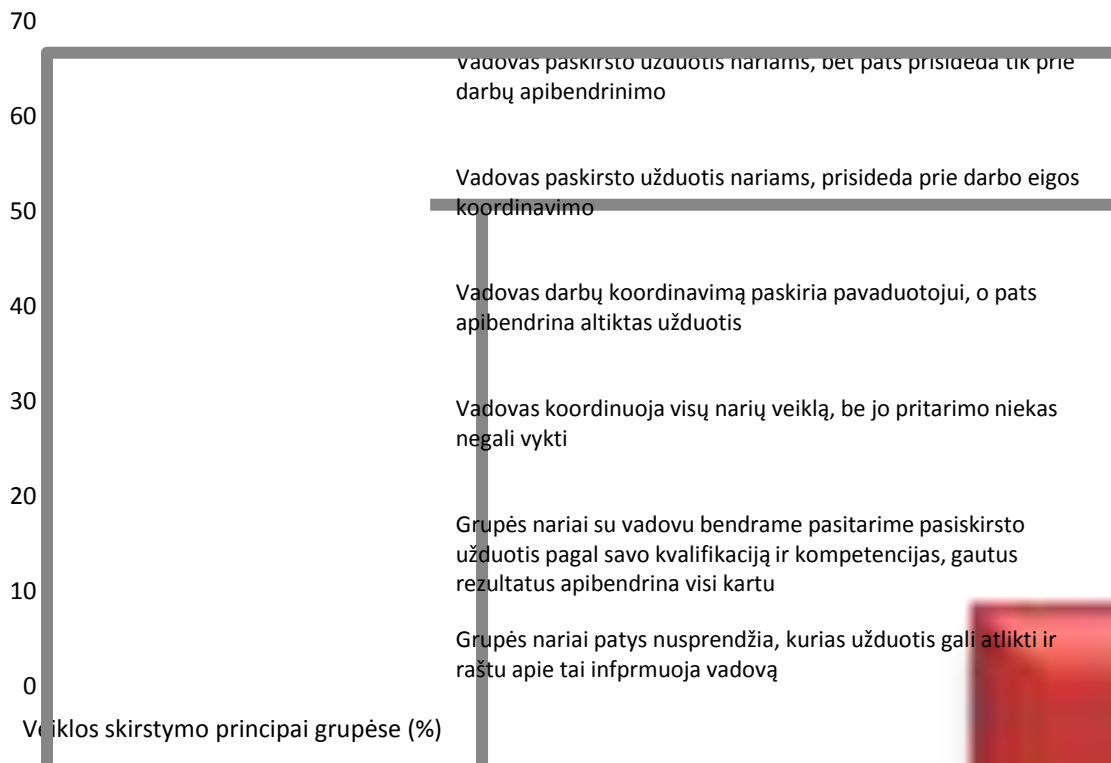 70
Vadovas paskirsto užduotis nariams, bet pats prisideda tik prie
darbų apibendrinimo
60
Vadovas paskirsto užduotis nariams, prisideda prie darbo eigos
koordinavimo
50
Vadovas darbų koordinavimą paskiria pavaduotojui, o pats
apibendrina altiktas užduotis
40
Vadovas koordinuoja visų narių veiklą, be jo pritarimo niekas
negali vykti
30
20
Grupės nariai su vadovu bendrame pasitarime pasiskirsto
užduotis pagal savo kvalifikaciją ir kompetencijas, gautus
rezultatus apibendrina visi kartu
10
Grupės nariai patys nusprendžia, kurias užduotis gali atlikti ir
raštu apie tai infprmuoja vadovą
0
Veiklos skirstymo principai grupėse (%)